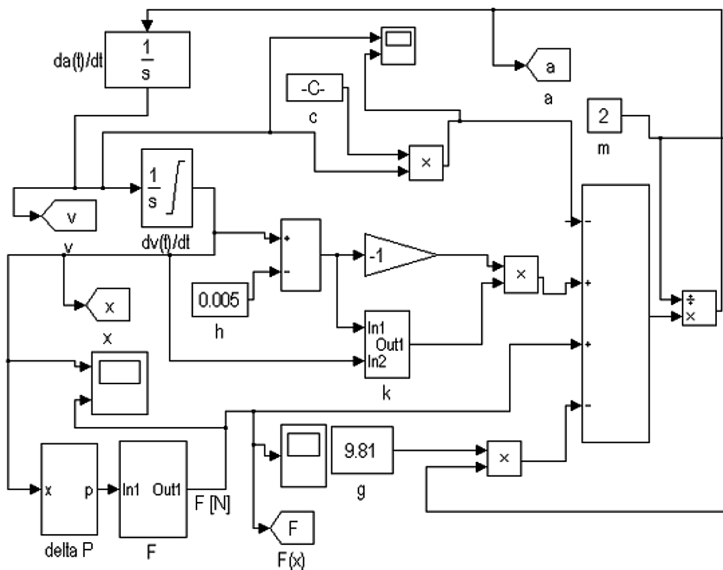 da(t)/dt
1
s
a
a
-C-
c
×
2
m
1
s
dv(t)/dt
v
v
+
-
-1
×
-
+
+
-
÷
×
0.005
h
In1
Out1
In2
k
x
x
9.81
g
×
x p
delta P
In1 Out1
F
F [N]
F
F(x)